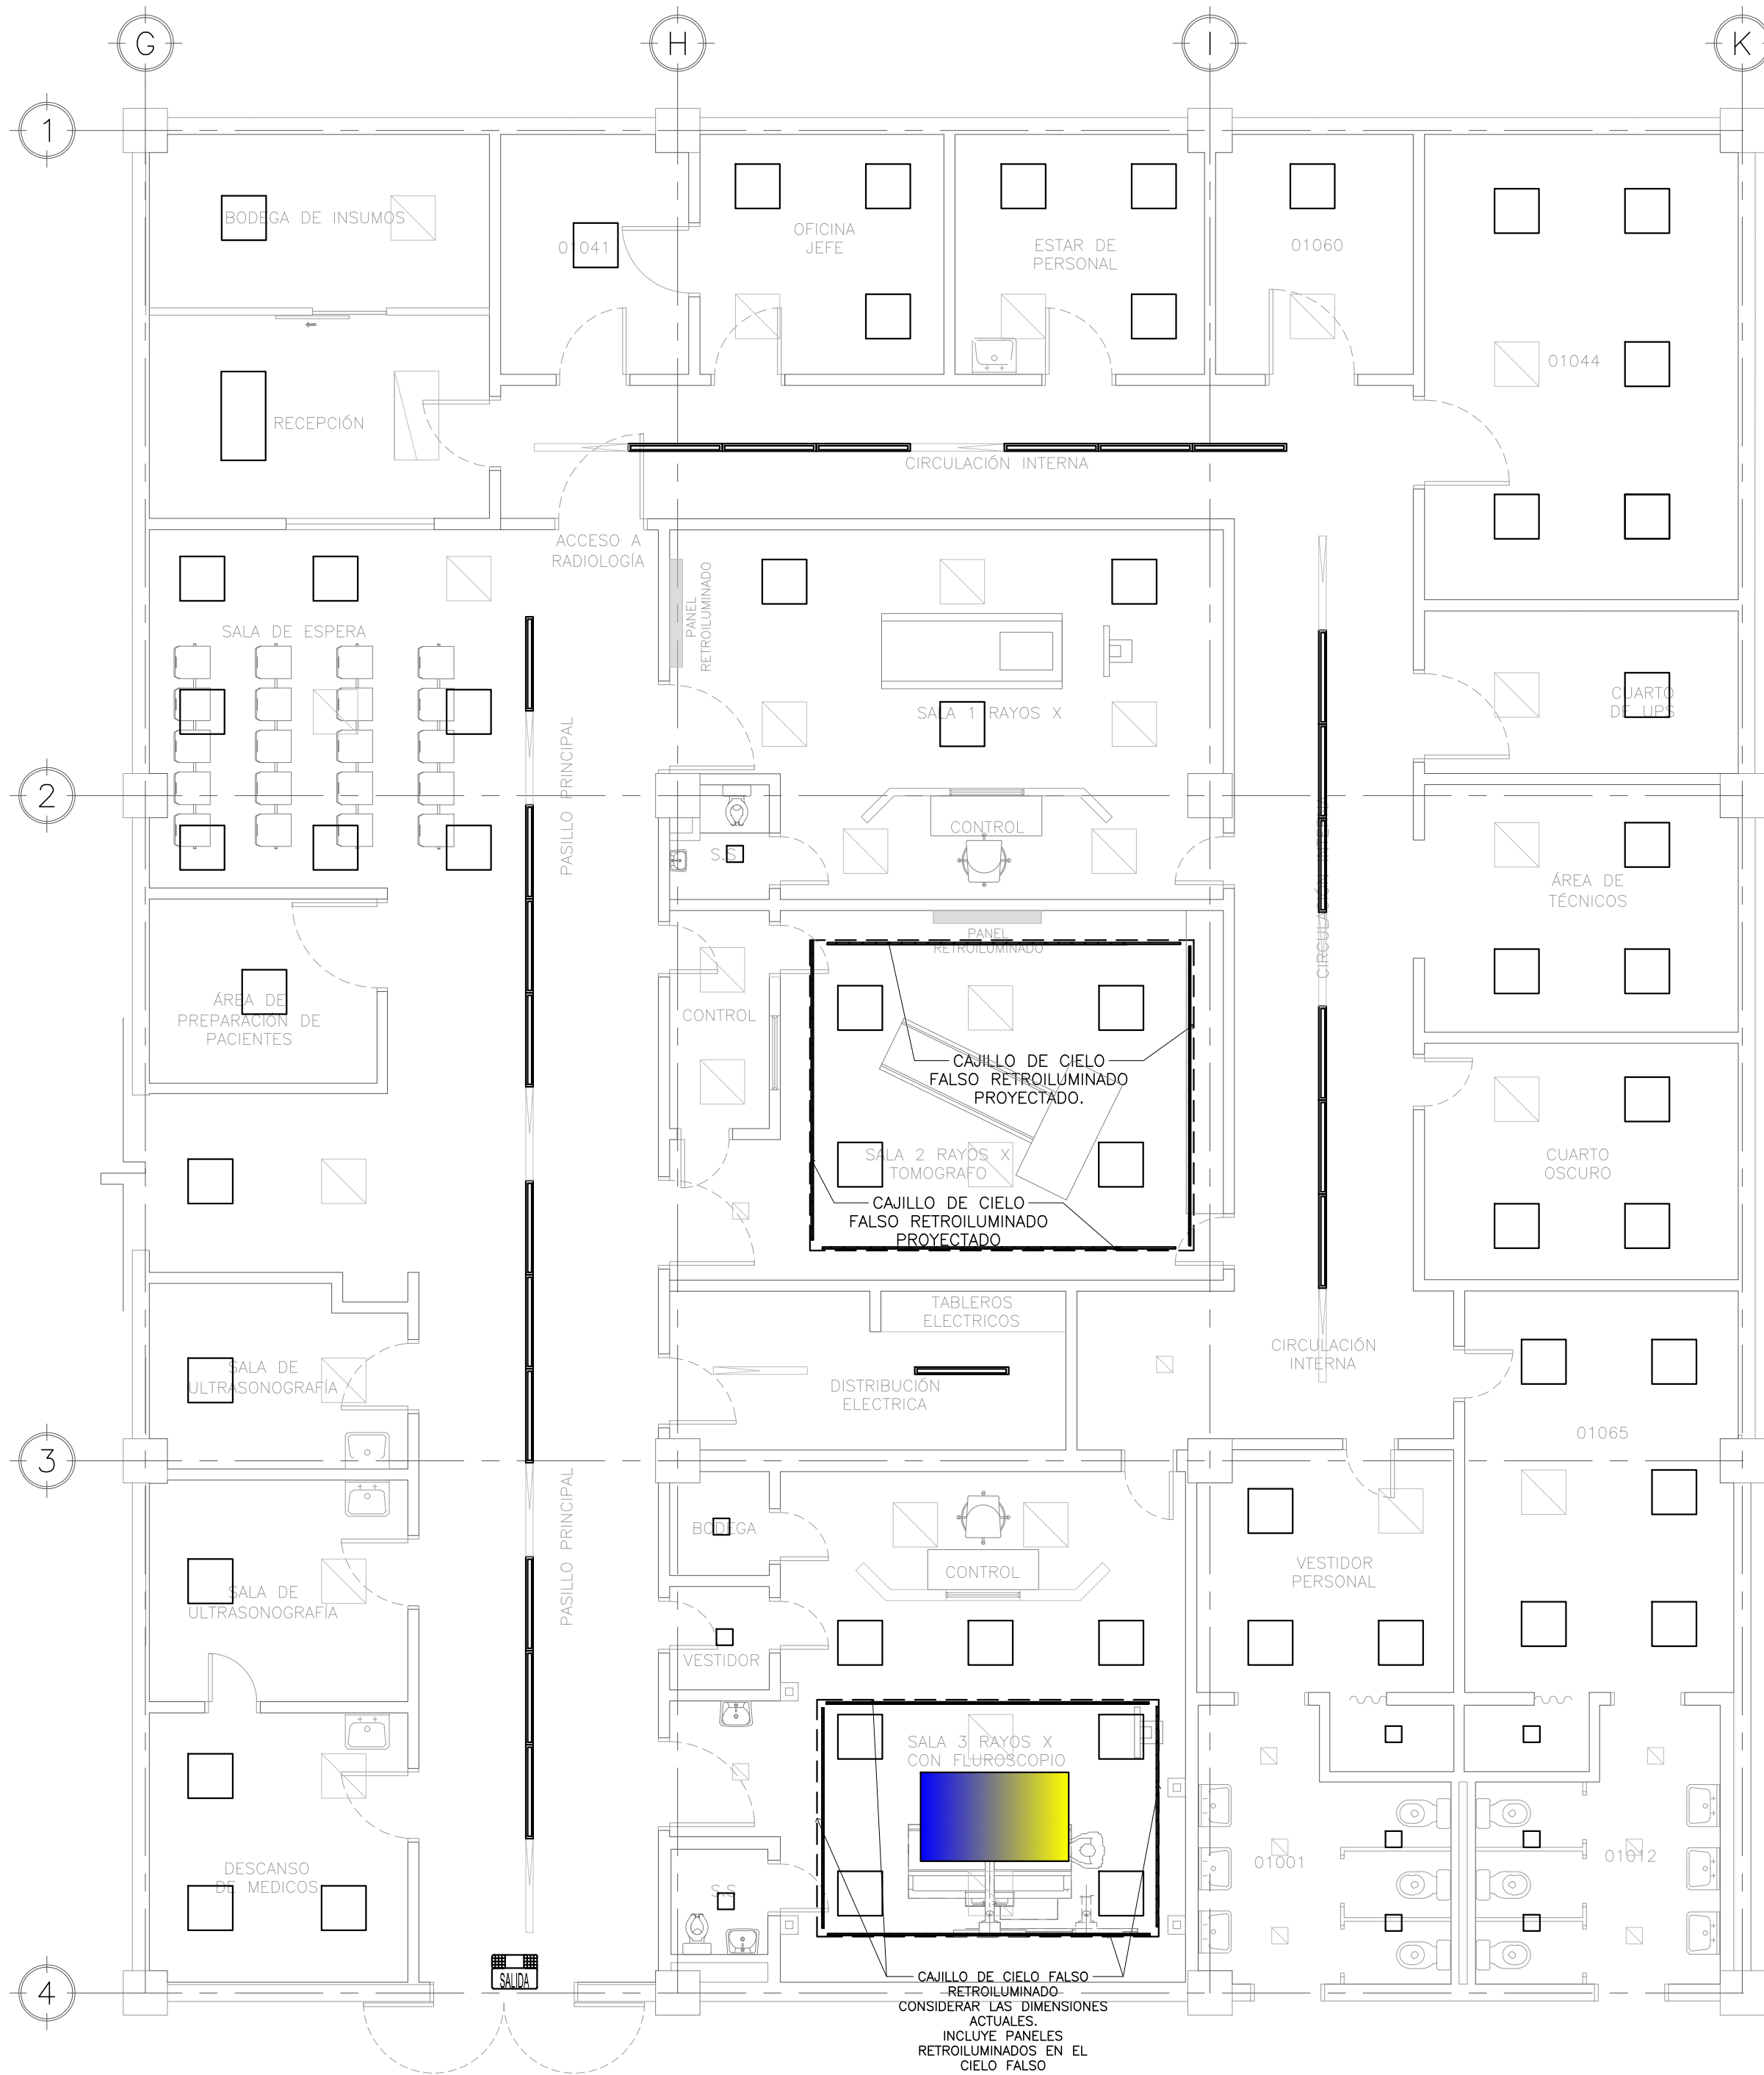 G
H
I
K
1
BODEGA DE INSUMOS
01041
OFICINA
JEFE
ESTAR DE
PERSONAL
01060
01044
RECEPCIÓN
CIRCULACIÓN INTERNA
ACCESO A
RADIOLOGÍA
PANEL
RETROILUMINADO
SALA DE ESPERA
PASILLO PRINCIPAL
SALA 1 RAYOS X
CUARTO
DE UPS
2
CONTROL
S.S
CIRCULACIÓN INTERNA
ÁREA DE
TÉCNICOS
PANEL
RETROILUMINADO
ÁREA DE
PREPARACIÓN DE
PACIENTES
CONTROL
CAJILLO DE CIELO
FALSO RETROILUMINADO
PROYECTADO.
SALA 2 RAYOS X
TOMOGRAFO
CUARTO
OSCURO
CAJILLO DE CIELO
FALSO RETROILUMINADO
PROYECTADO
TABLEROS
ELECTRICOS
CIRCULACIÓN
INTERNA
SALA DE
ULTRASONOGRAFÍA
DISTRIBUCIÓN
ELECTRICA
01065
3
PASILLO PRINCIPAL
BODEGA
CONTROL
VESTIDOR
PERSONAL
SALA DE
ULTRASONOGRAFÍA
VESTIDOR
SALA 3 RAYOS X
CON FLUROSCOPIO
DESCANSO
DE MEDICOS
S.S
01001
01012
SALIDA
4
CAJILLO DE CIELO FALSO
RETROILUMINADO
CONSIDERAR LAS DIMENSIONES
ACTUALES.
INCLUYE PANELES
RETROILUMINADOS EN EL
CIELO FALSO